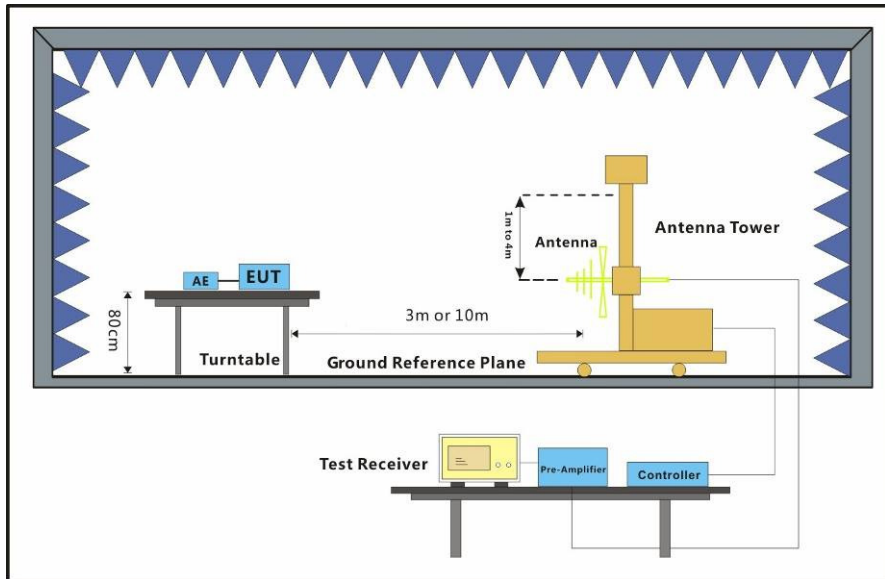 1m to 4m
Antenna
Antenna Tower
AE
EUT
80cm
3m or 10m
Turntable
Ground Reference Plane
Test Receiver
Pre-Amplifier
Controller